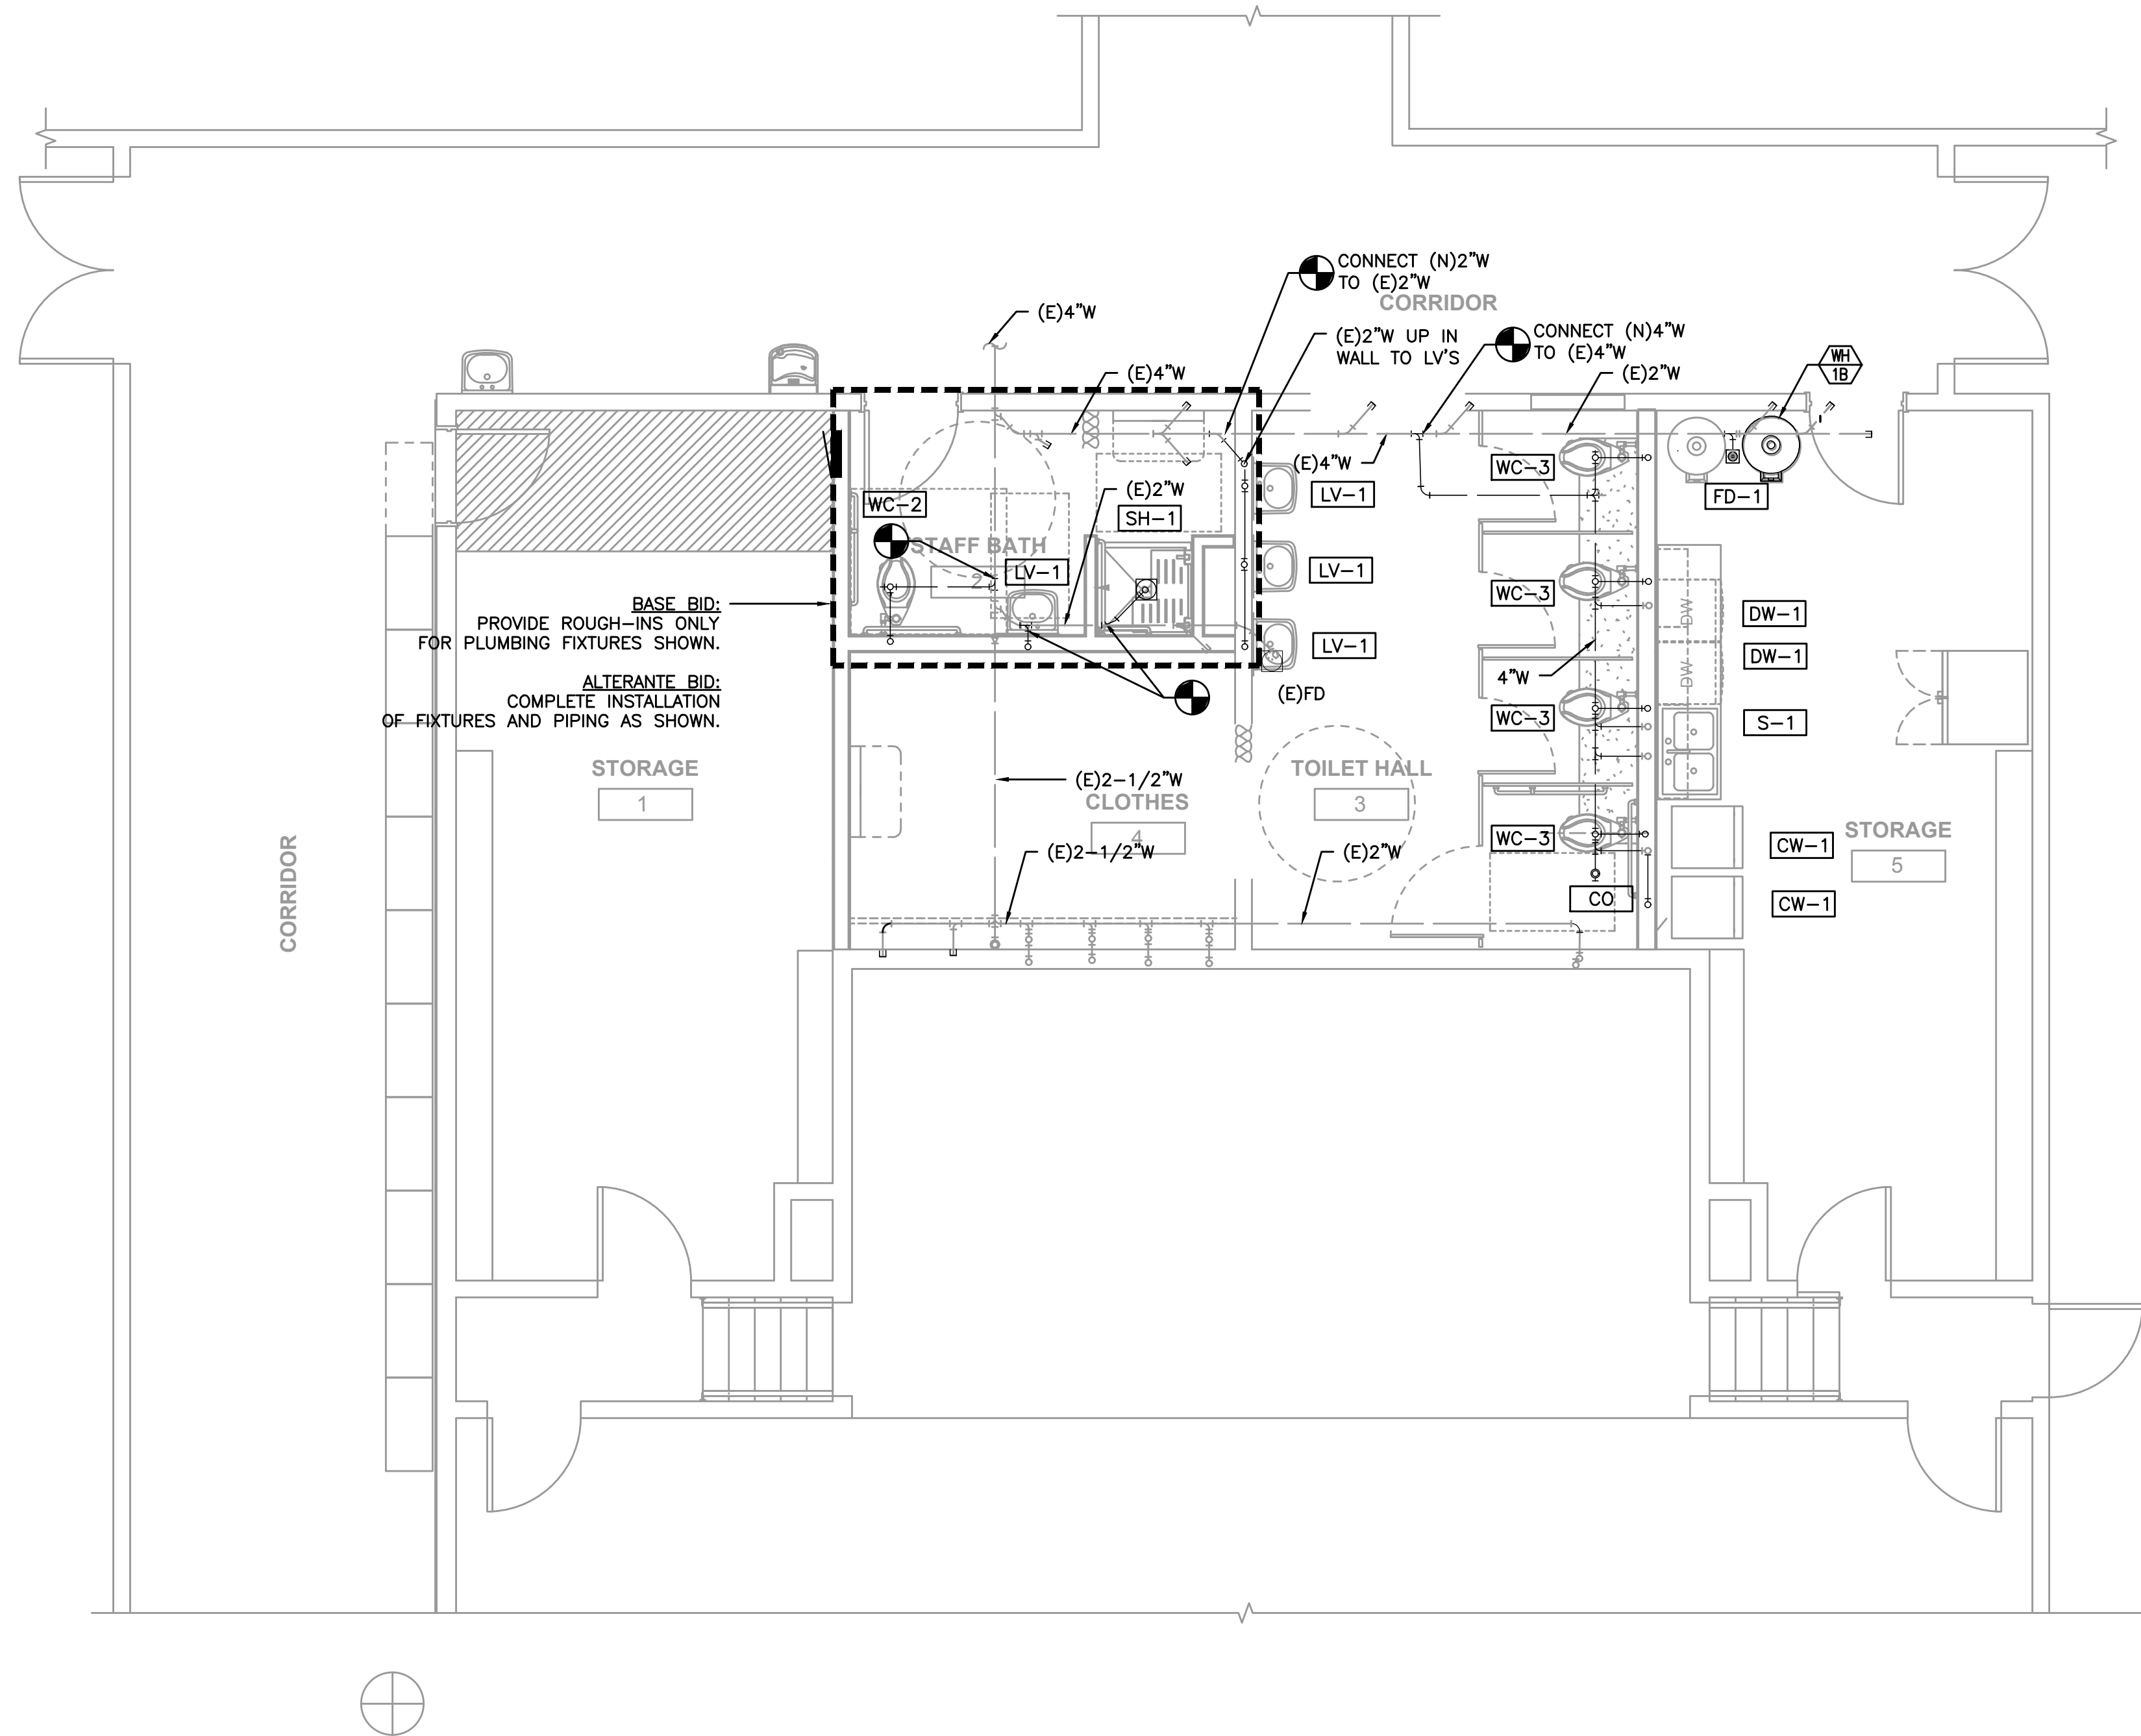 CONNECT (N)2"W
TO (E)2"W
CORRIDOR
(E)4"W
(E)2"W UP IN
WALL TO LV'S
CONNECT (N)4"W
TO (E)4"W
(E)4"W
(E)2"W
WH
1B
(E)4"W
WC-3
WC-2
(E)2"W
LV-1
FD-1
SH-1
STAFF BATH
2
LV-1
LV-1
WC-3
BASE BID:
PROVIDE ROUGH-INS ONLY
FOR PLUMBING FIXTURES SHOWN.
DW
DW-1
LV-1
DW
DW-1
ALTERANTE BID:
COMPLETE INSTALLATION
OF FIXTURES AND PIPING AS SHOWN.
(E)FD
4"W
WC-3
S-1
STORAGE
1
(E)2-1/2"W
CLOTHES
4
TOILET HALL
3
WC-3
STORAGE
5
CW-1
(E)2-1/2"W
(E)2"W
CO
CW-1
CORRIDOR